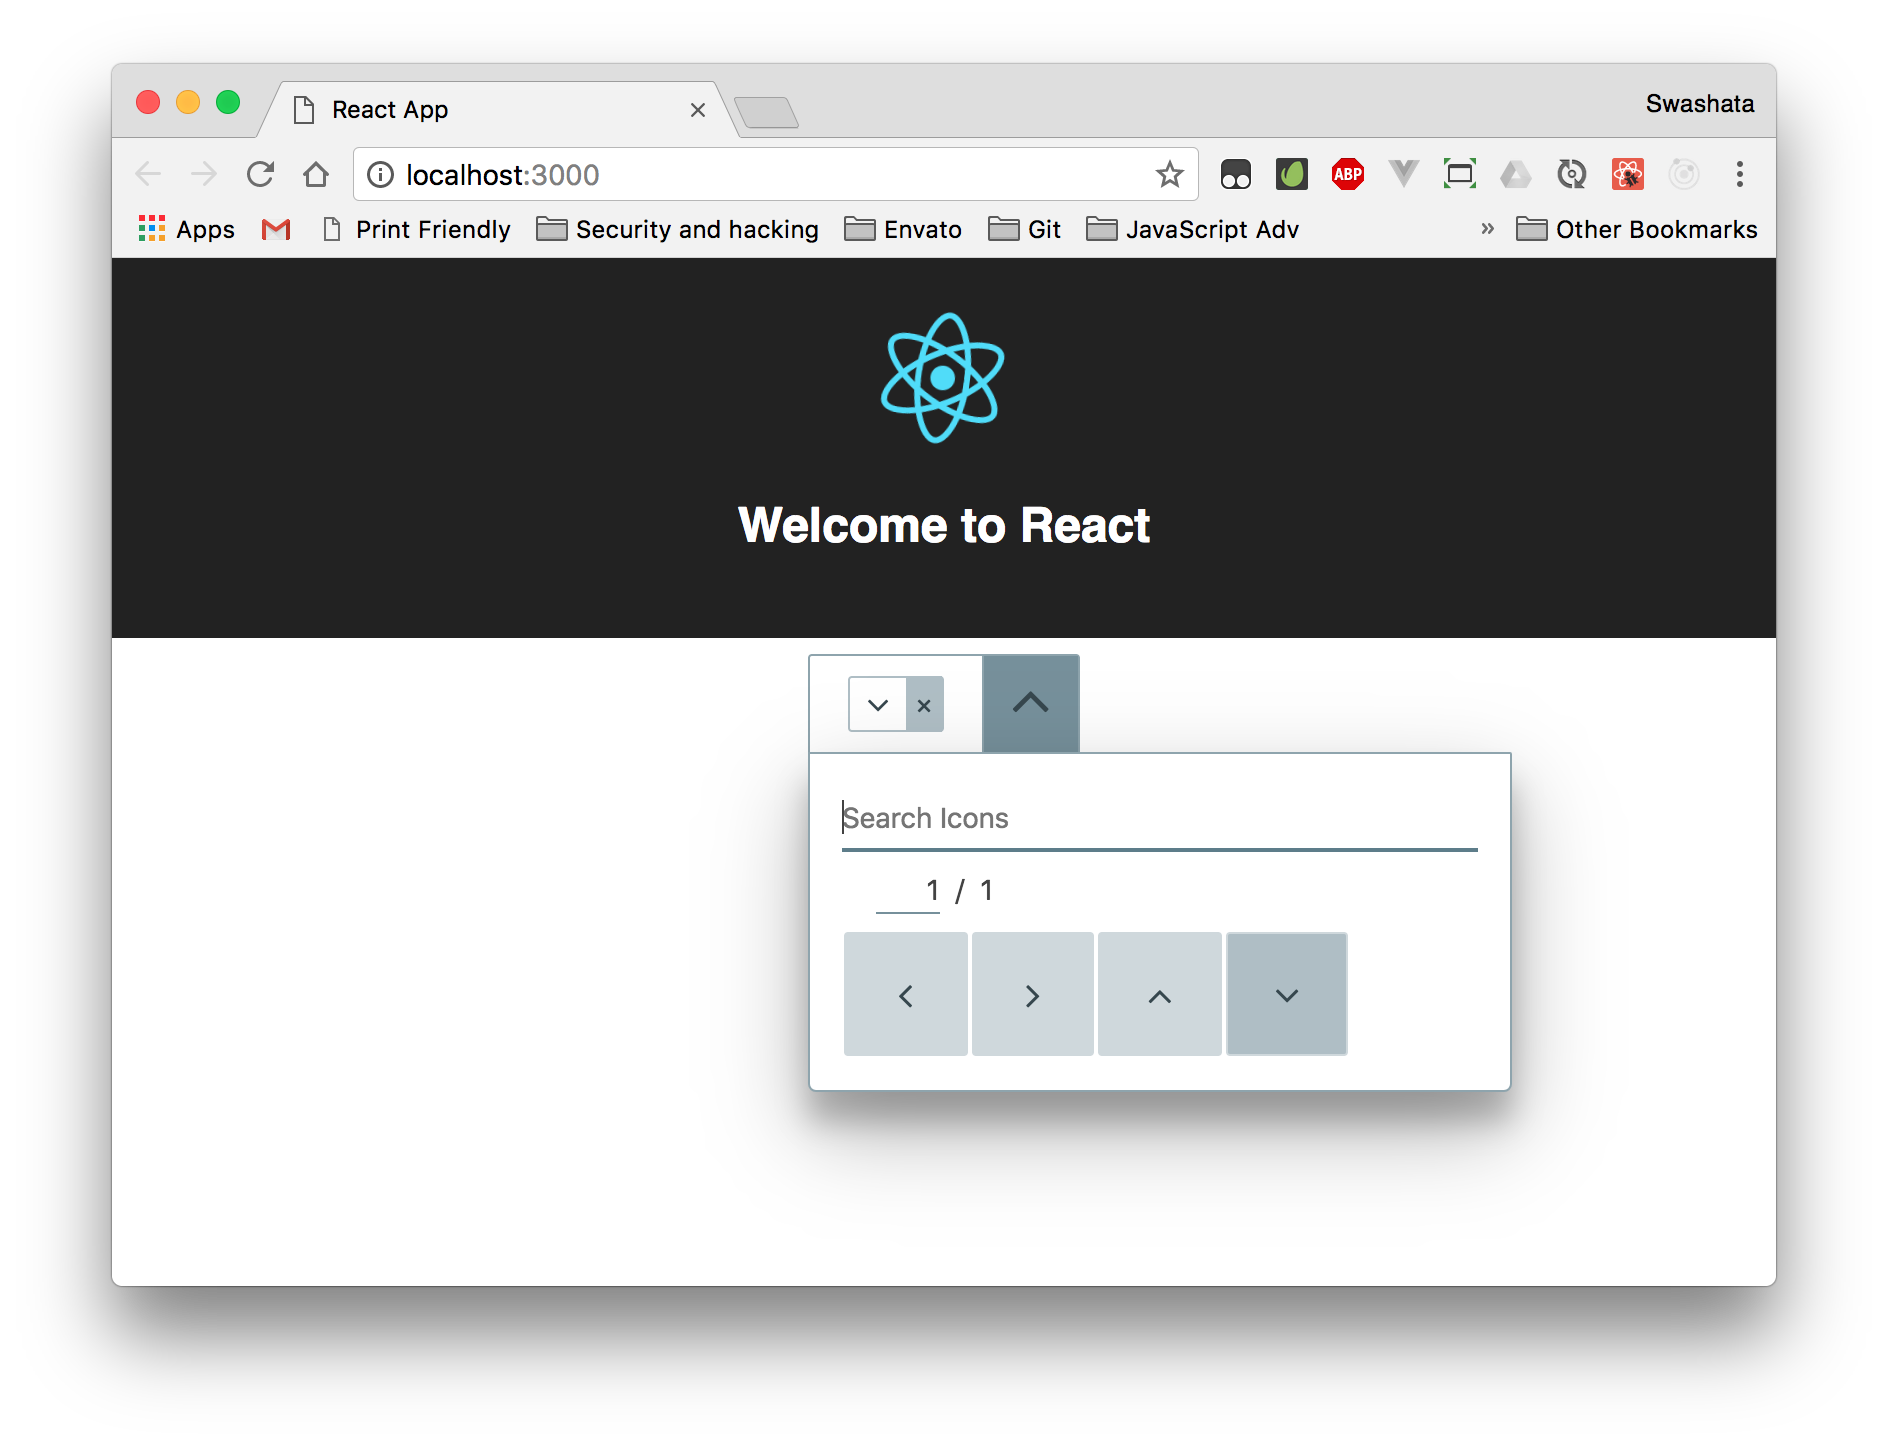 React App
Swashata
localhost:3000
ABP
Apps Print Friendly Security and hacking Envato Git JavaScript Adv » Other Bookmarks
Welcome to React
Search Icons
1 / 1